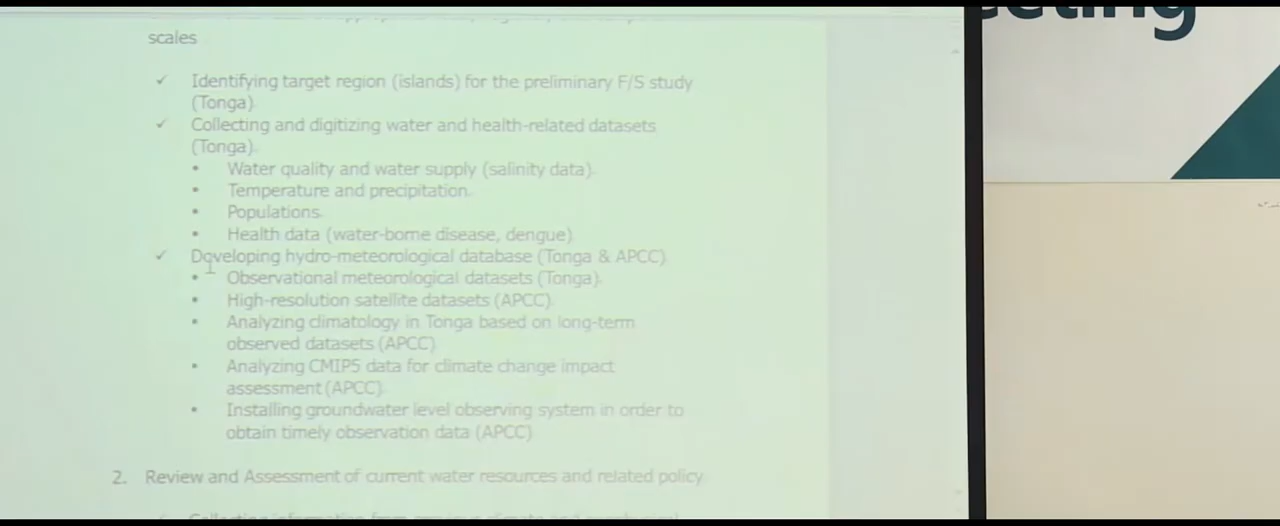 scales
✓ Identifying target region (islands) for the preliminary F/S study
(Tonga).
✓ Collecting and digitizing water and health-related datasets
(Tonga).
• Water quality and water supply (salinity data).
• Temperature and precipitation.
• Populations.
• Health data (water-borne disease, dengue).
✓ Developing hydro-meteorological database (Tonga & APCC).
• Observational meteorological datasets (Tonga).
• High-resolution satellite datasets (APCC).
• Analyzing climatology in Tonga based on long-term
observed datasets (APCC).
• Analyzing CMIP5 data for climate change impact
assessment (APCC).
• Installing groundwater level observing system in order to
obtain timely observation data (APCC)
2. Review and Assessment of current water resources and related policy.